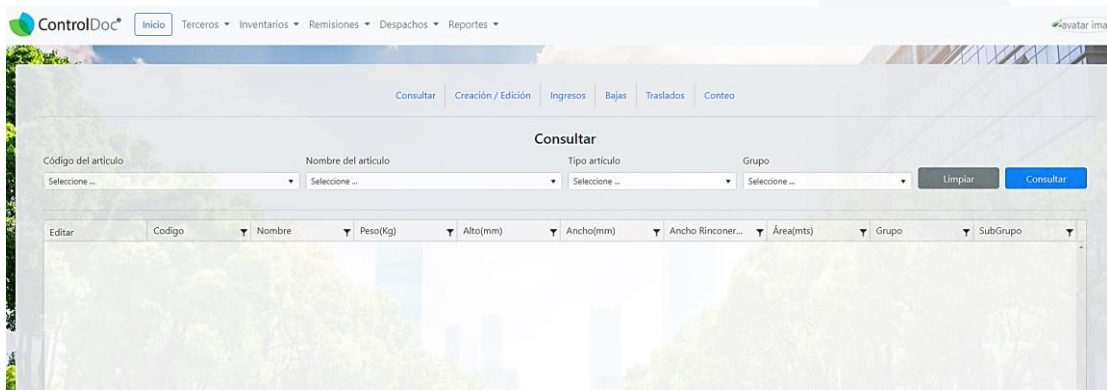 ControlDoc® Inicio Terceros Inventarios Remisiones Despachos Reportes avatar ima
Consultar Creación / Edición Ingresos Bajas Traslados Conteo
Consultar
Código del articulo Nombre del articulo Tipo artículo Grupo
Seleccione ... Seleccione ... Seleccione ... Seleccione ... Limpiar Consultar
Editar Codigo Nombre Peso(Kg) Alto(mm) Ancho(mm) Ancho Rinconer... Área(mts) Grupo SubGrupo